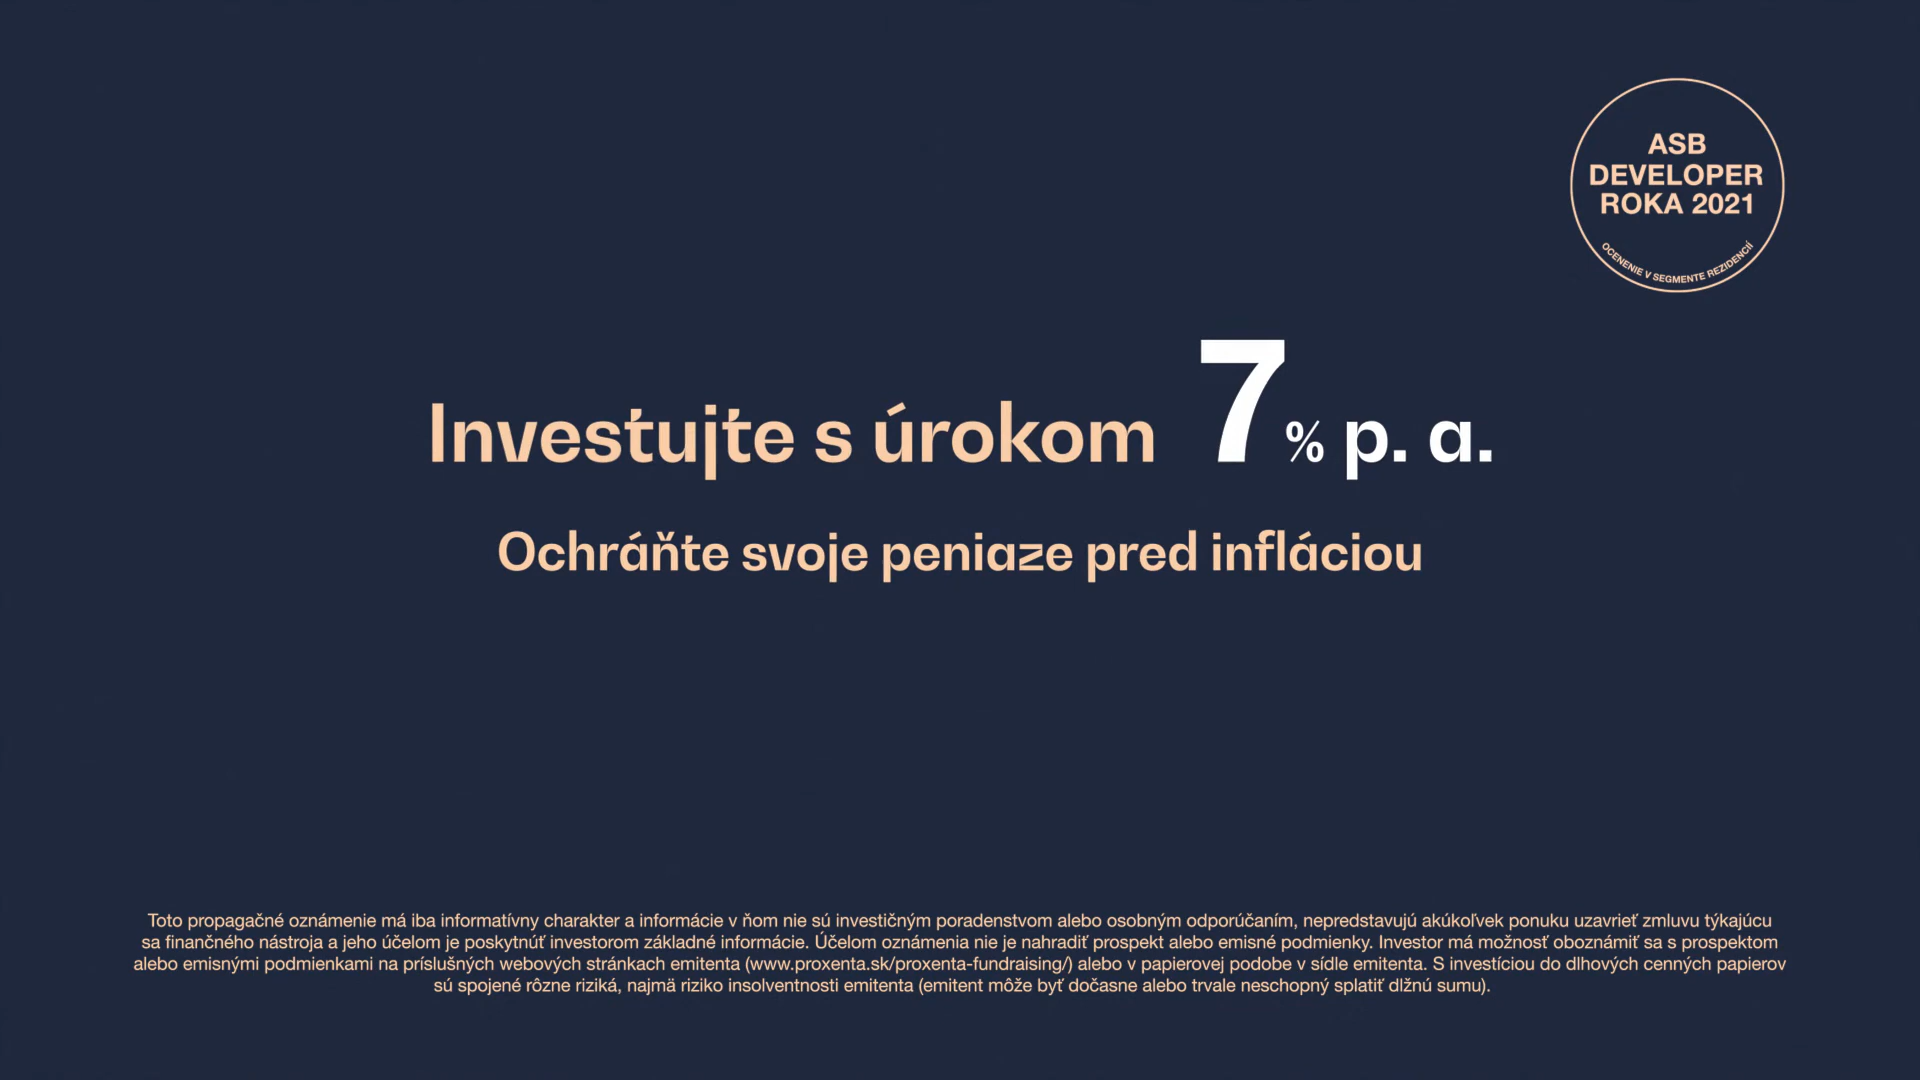 ASB
DEVELOPER
ROKA 2021
OCENENIE V SEGMENTE REZIDENCIÍ
Investujte s úrokom 7% p. a.
Ochráňte svoje peniaze pred infláciou
Toto propagačné oznámenie má iba informatívny charakter a informácie v ňom nie sú investičným poradenstvom alebo osobným odporúčaním, nepredstavujú akúkoľvek ponuku uzavrieť zmluvu týkajúcu
sa finančného nástroja a jeho účelom je poskytnúť investorom základné informácie. Účelom oznámenia nie je nahradiť prospekt alebo emisné podmienky. Investor má možnosť oboznámiť sa s prospektom
alebo emisnými podmienkami na príslušných webových stránkach emitenta (www.proxenta.sk/proxenta-fundraising/) alebo v papierovej podobe v sídle emitenta. S investíciou do dlhových cenných papierov
sú spojené rôzne riziká, najmä riziko insolventnosti emitenta (emitent môže byť dočasne alebo trvale neschopný splatiť dlžnú sumu).